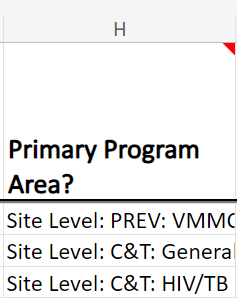 H
Primary Program
Area?
Site Level: PREV: VMMC
Site Level: C&T: General
Site Level: C&T: HIV/TB